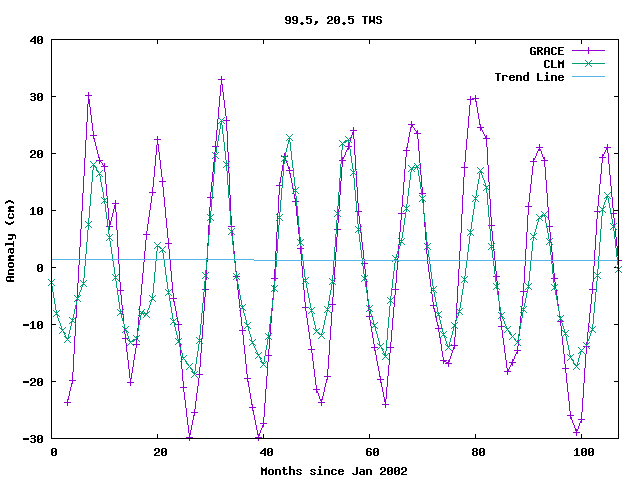 99.5, 20.5 TWS
GRACE
CLM
Trend Line
Anomaly (cm)
40
30
20
10
0
-10
-20
-30
0 20 40 60 80 100
Months since Jan 2002